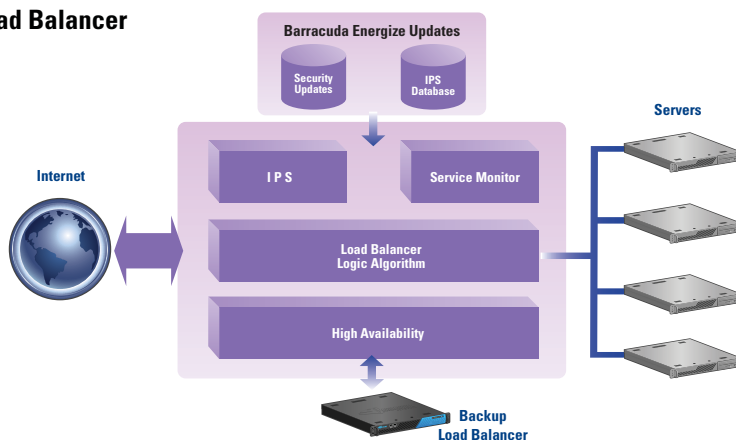 ad Balancer
Barracuda Energize Updates
Security
Updates
IPS
Database
Servers
Internet
I P S
Service Monitor
Load Balancer
Logic Algorithm
High Availability
Backup
Load Balancer